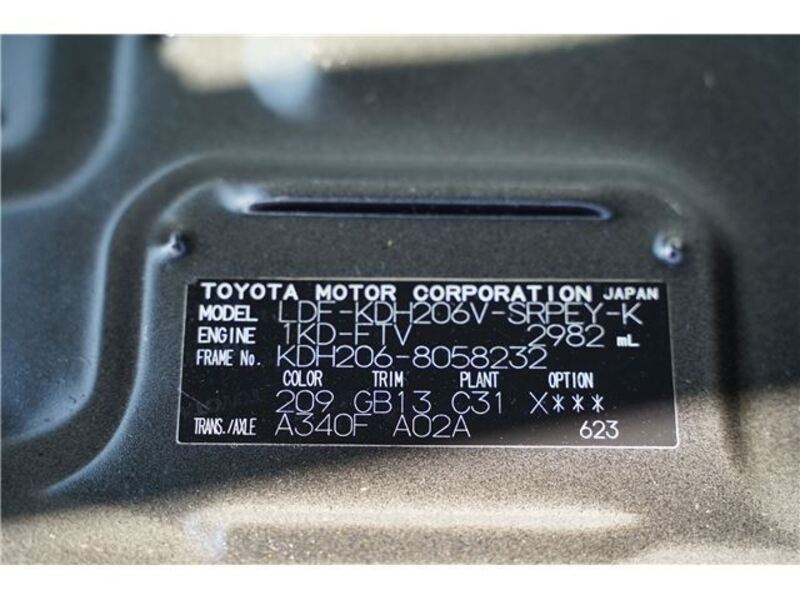 TOYOTA MOTOR CORPORATION JAPAN
MODEL LDF-KDH206V-SRPEY-K
ENGINE 1KD-FTV 2982 mL
FRAME No. KDH206-8058232
COLOR TRIM PLANT OPTION
209 GB13 C31 X***
TRANS./AXLE A340F A02A 623